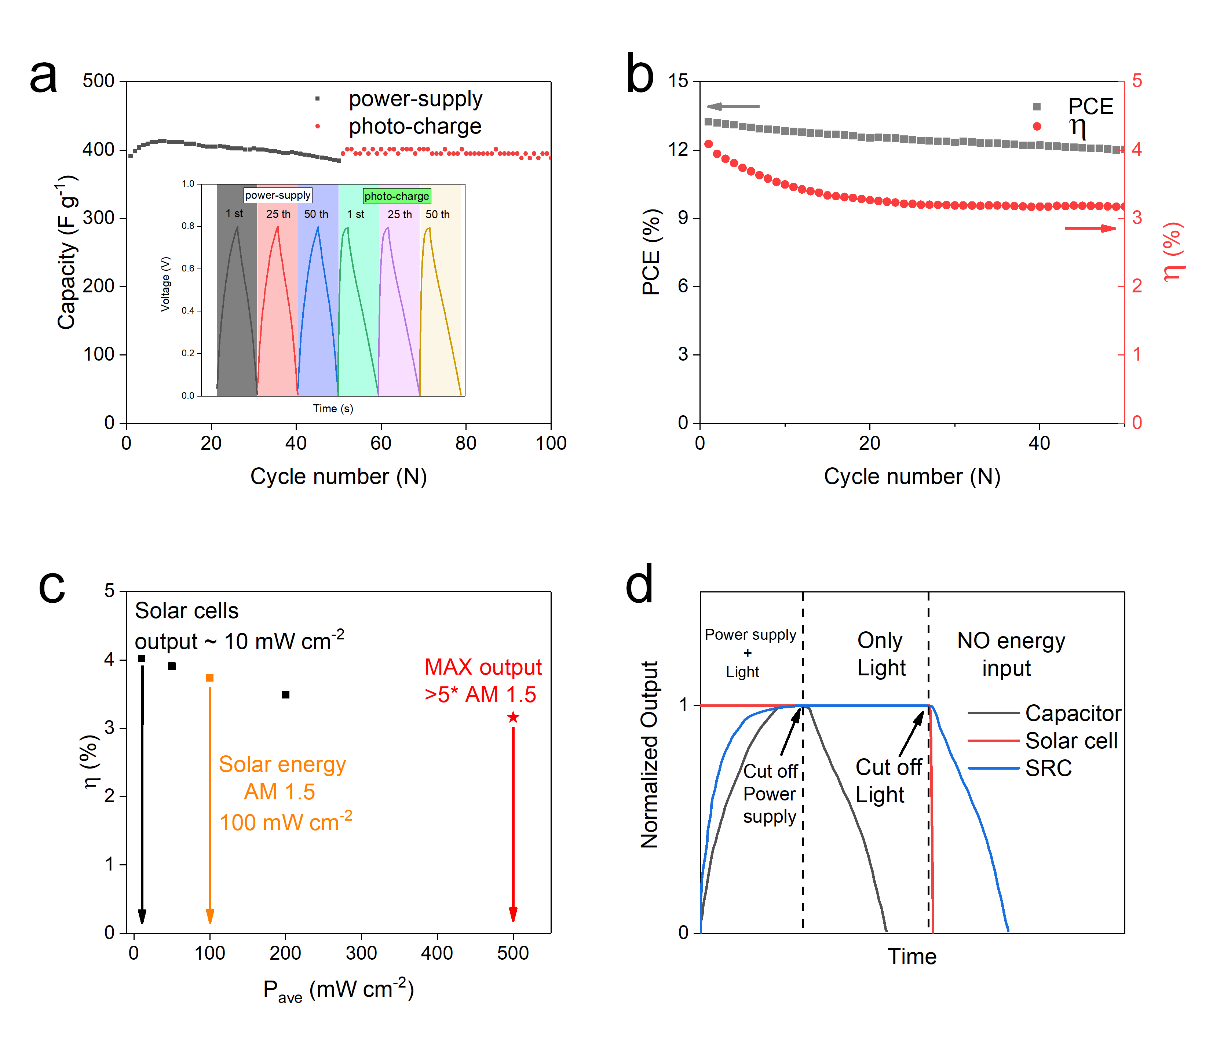 a
500
400
300
200
100
0
Capacity (F g⁻¹)
power-supply
photo-charge
1.0
0.8
0.6
0.4
0.2
0.0
Voltage (V)
power-supply
photo-charge
1 st
25 th
50 th
1 st
25 th
50 th
Time (s)
0
20
40
60
80
100
Cycle number (N)
b
15
12
9
6
3
0
PCE (%)
PCE
η
5
4
3
2
1
0
η (%)
0
20
40
Cycle number (N)
c
5
4
3
2
1
0
η (%)
Solar cells
output ~ 10 mW cm⁻²
MAX output
>5* AM 1.5
Solar energy
AM 1.5
100 mW cm⁻²
0
100
200
300
400
500
Pave (mW cm⁻²)
d
1
0
Normalized Output
Power supply
+
Light
Only
Light
NO energy
input
Capacitor
Solar cell
SRC
Cut off
Power
supply
Cut off
Light
Time